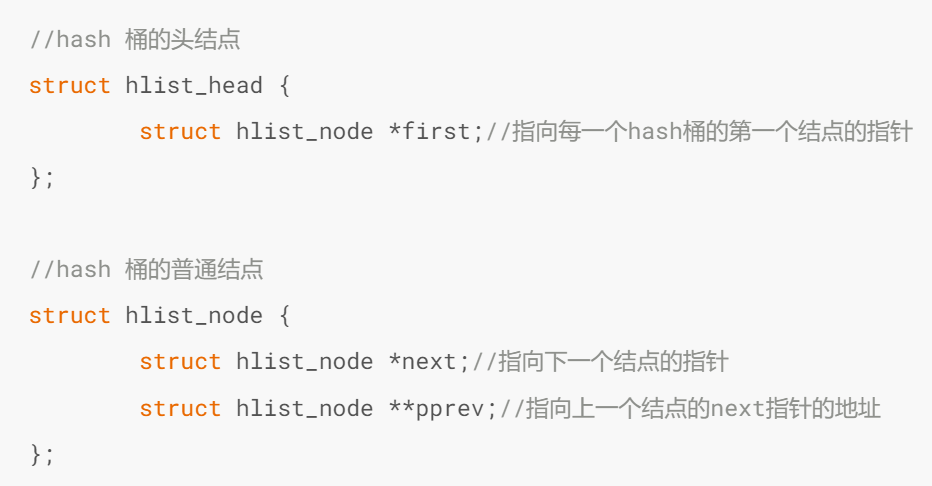 //hash 桶的头结点
struct hlist_head {
        struct hlist_node *first;//指向每一个hash桶的第一个结点的指针
};

//hash 桶的普通结点
struct hlist_node {
        struct hlist_node *next;//指向下一个结点的指针
        struct hlist_node **pprev;//指向上一个结点的next指针的地址
};